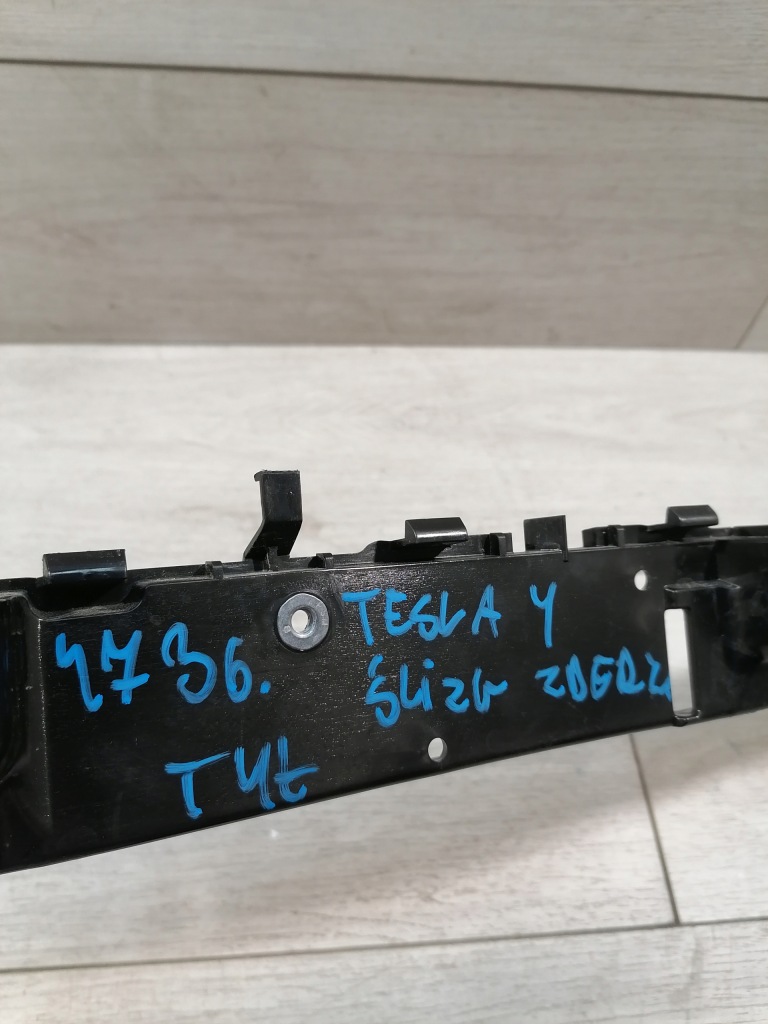 4736.
TESLA Y
ŚLIZG ZDERZ
TYŁ